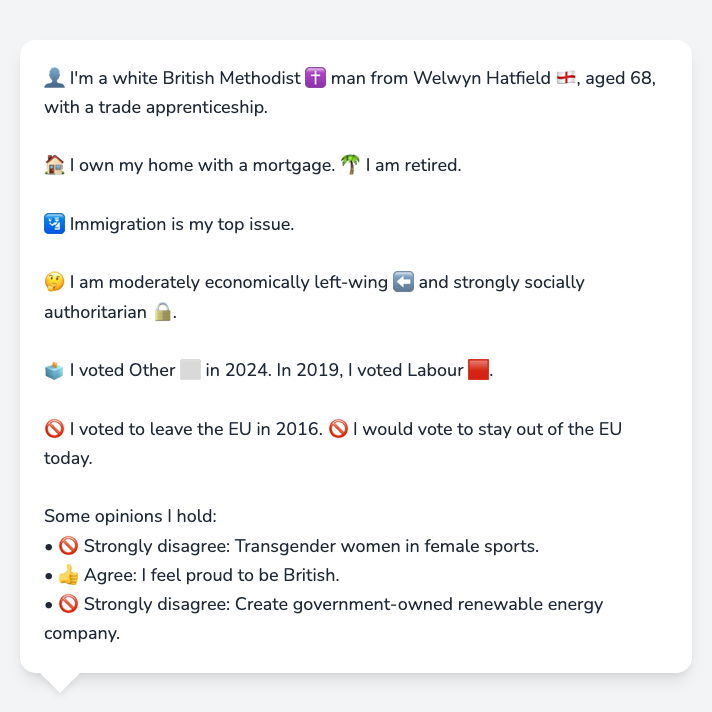 👤 I'm a white British Methodist ✝️ man from Welwyn Hatfield 🏴󠁧󠁢󠁥󠁮󠁧󠁿, aged 68,
with a trade apprenticeship.
🏠 I own my home with a mortgage. 🌴 I am retired.
🛂 Immigration is my top issue.
🤔 I am moderately economically left-wing ⬅️ and strongly socially
authoritarian 🔒.
🗳️ I voted Other ⬜ in 2024. In 2019, I voted Labour 🟥.
🚫 I voted to leave the EU in 2016. 🚫 I would vote to stay out of the EU
today.
Some opinions I hold:
• 🚫 Strongly disagree: Transgender women in female sports.
• 👍 Agree: I feel proud to be British.
• 🚫 Strongly disagree: Create government-owned renewable energy
company.